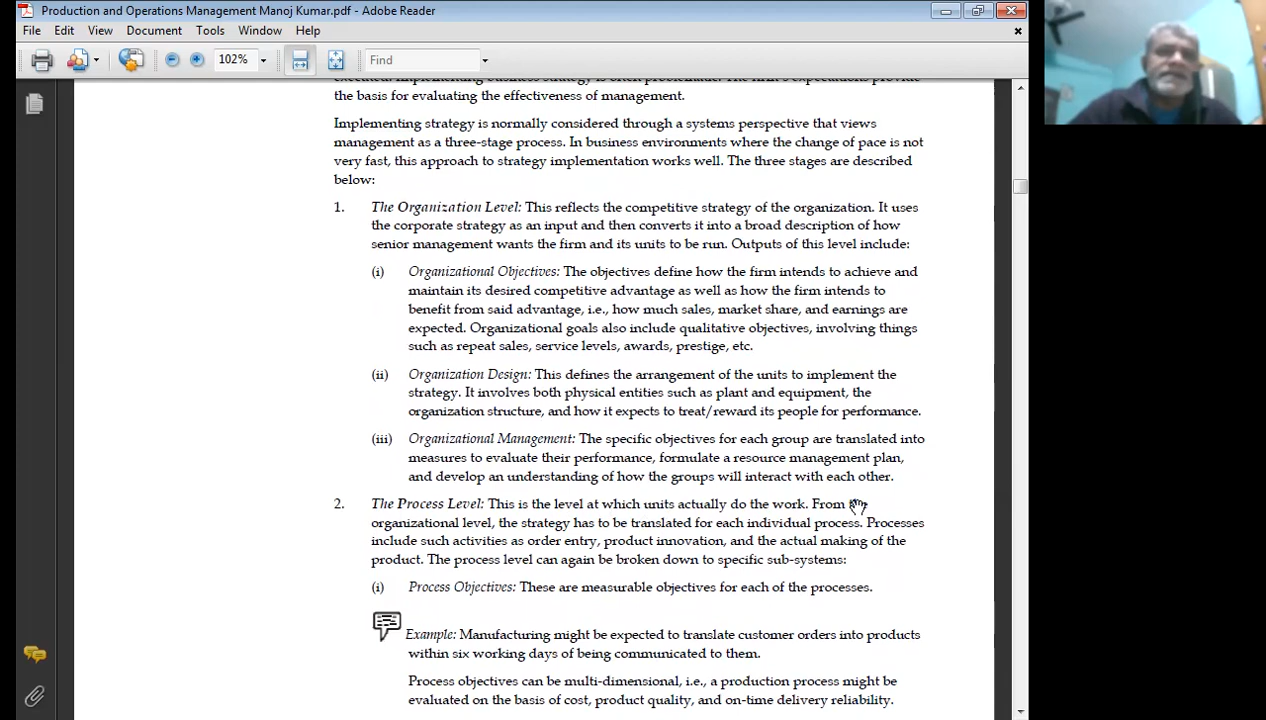 Production and Operations Management Manoj Kumar.pdf - Adobe Reader
File Edit View Document Tools Window Help
102% Find
the basis for evaluating the effectiveness of management.
Implementing strategy is normally considered through a systems perspective that views
management as a three-stage process. In business environments where the change of pace is not
very fast, this approach to strategy implementation works well. The three stages are described
below:
1. The Organization Level: This reflects the competitive strategy of the organization. It uses
the corporate strategy as an input and then converts it into a broad description of how
senior management wants the firm and its units to be run. Outputs of this level include:
(i) Organizational Objectives: The objectives define how the firm intends to achieve and
maintain its desired competitive advantage as well as how the firm intends to
benefit from said advantage, i.e., how much sales, market share, and earnings are
expected. Organizational goals also include qualitative objectives, involving things
such as repeat sales, service levels, awards, prestige, etc.
(ii) Organization Design: This defines the arrangement of the units to implement the
strategy. It involves both physical entities such as plant and equipment, the
organization structure, and how it expects to treat/reward its people for performance.
(iii) Organizational Management: The specific objectives for each group are translated into
measures to evaluate their performance, formulate a resource management plan,
and develop an understanding of how the groups will interact with each other.
2. The Process Level: This is the level at which units actually do the work. From
organizational level, the strategy has to be translated for each individual process. Processes
include such activities as order entry, product innovation, and the actual making of the
product. The process level can again be broken down to specific sub-systems:
(i) Process Objectives: These are measurable objectives for each of the processes.
Example: Manufacturing might be expected to translate customer orders into products
within six working days of being communicated to them.
Process objectives can be multi-dimensional, i.e., a production process might be
evaluated on the basis of cost, product quality, and on-time delivery reliability.